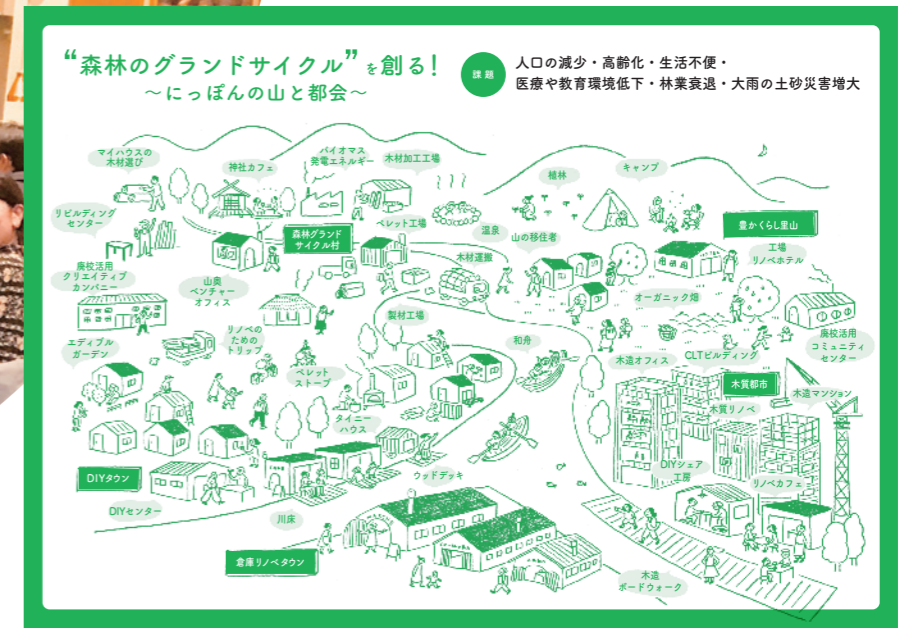 “森林のグランドサイクル”を創る！
〜にっぽんの山と都会〜
課題
人口の減少・高齢化・生活不便・
医療や教育環境低下・林業衰退・大雨の土砂災害増大
マイハウスの
木材選び
神社カフェ
バイオマス
発電エネルギー
木材加工工場
植林
キャンプ
リビルディング
センター
森林グランド
サイクル村
ペレット工場
温泉
山の移住者
豊かくらし里山
工場
リノベホテル
廃校活用
クリエイティブ
カンパニー
山奥
ベンチャー
オフィス
木材運搬
オーガニック畑
廃校活用
コミュニティ
センター
エディブル
ガーデン
リノベの
ための
トリップ
製材工場
和舟
ペレット
ストーブ
木造オフィス
CLTビルディング
木質都市
木造マンション
木質リノベ
タイニー
ハウス
DIYタウン
DIYセンター
川床
ウッドデッキ
DIYシェア
工房
リノベカフェ
倉庫リノベタウン
木造
ボードウォーク